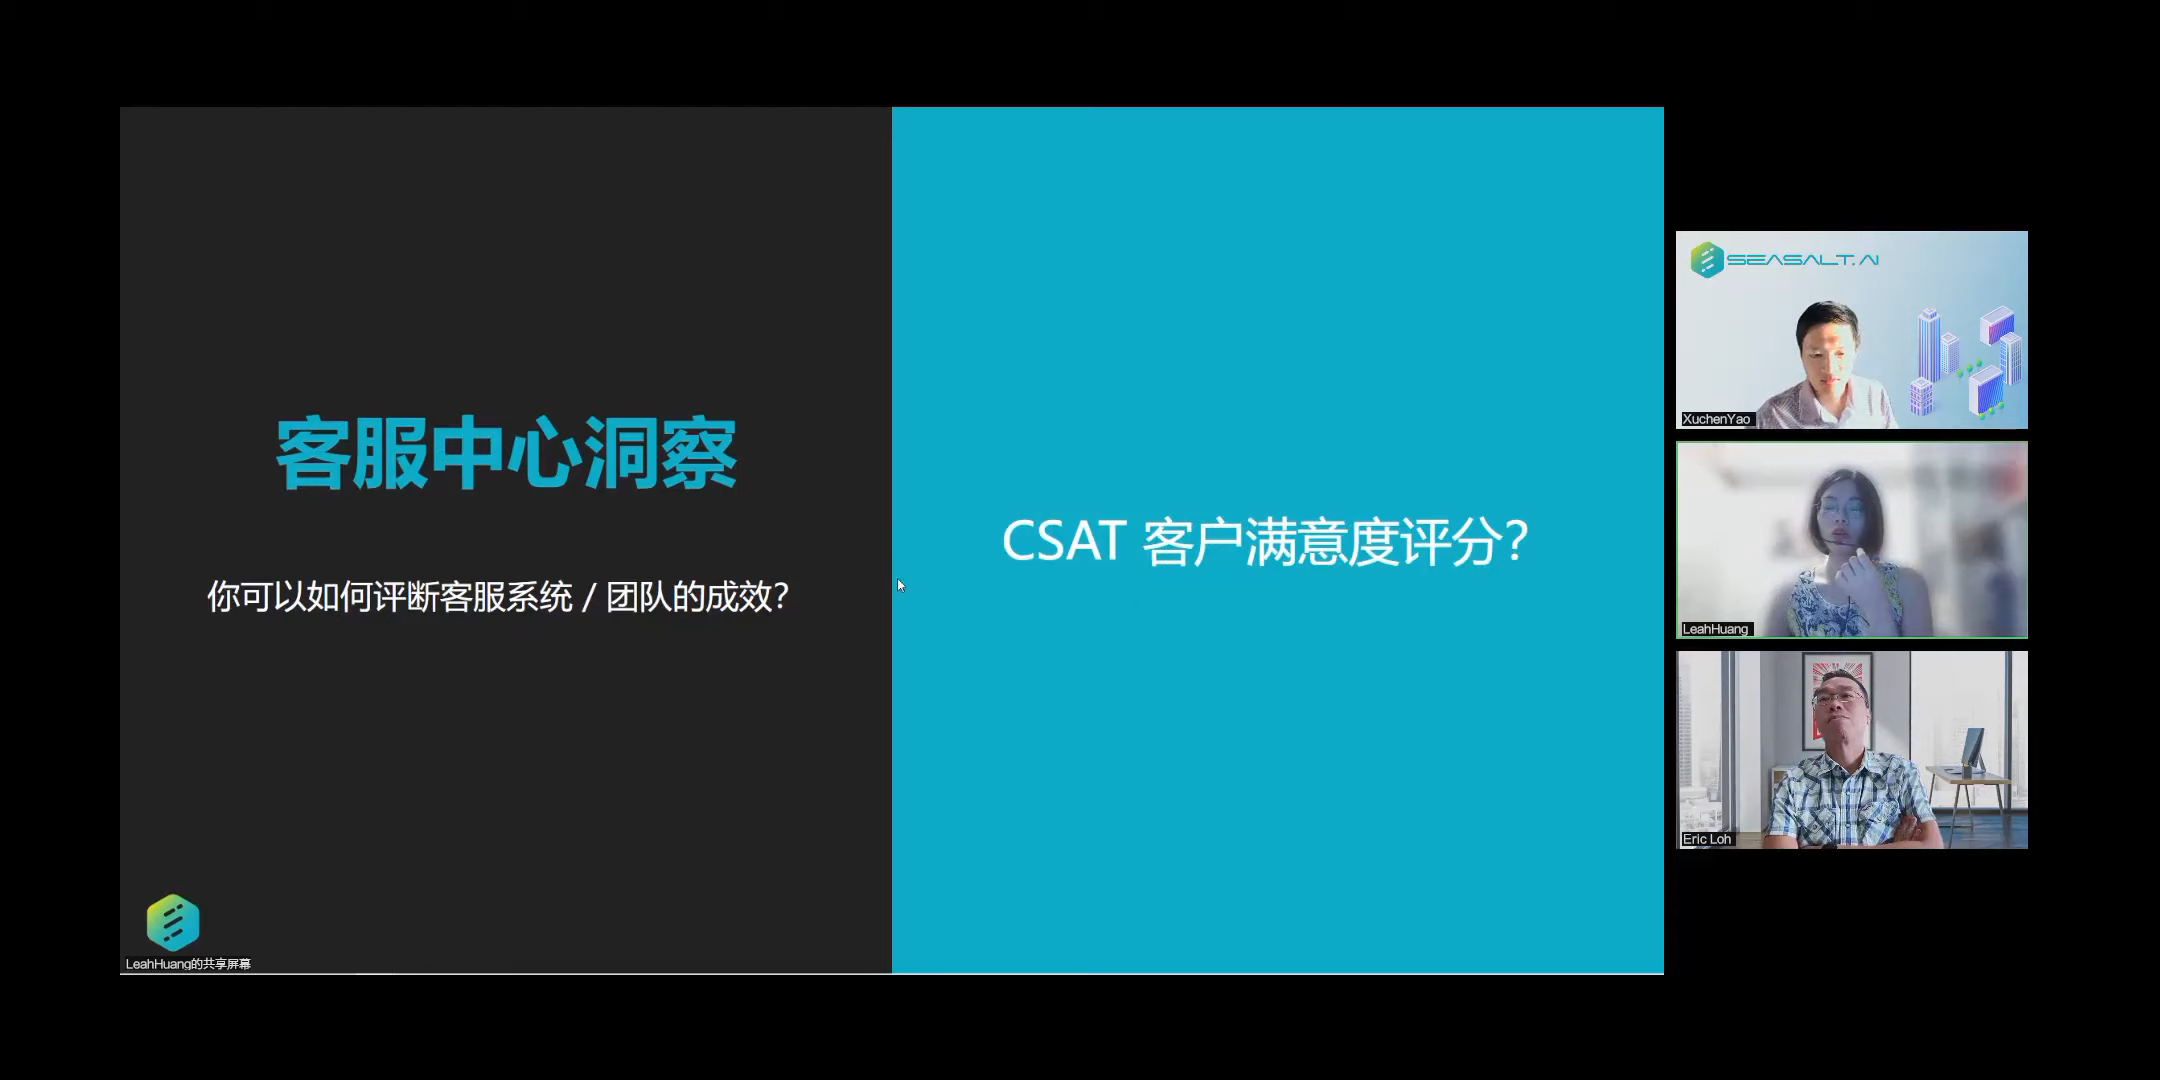 客服中心洞察
你可以如何评断客服系统 / 团队的成效?
CSAT 客户满意度评分?
LeahHuang的共享屏幕
SEASALT.AI
XuchenYao
LeahHuang
Eric Loh